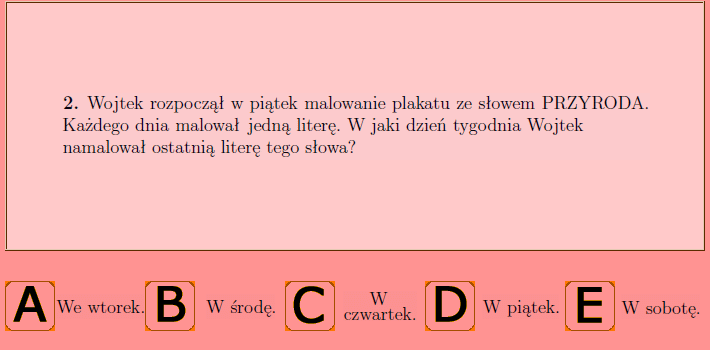 2. Wojtek rozpoczął w piątek malowanie plakatu ze słowem PRZYRODA.
Każdego dnia malował jedną literę. W jaki dzień tygodnia Wojtek
namalował ostatnią literę tego słowa?
A We wtorek.
B W środę.
C W
czwartek.
D W piątek.
E W sobotę.